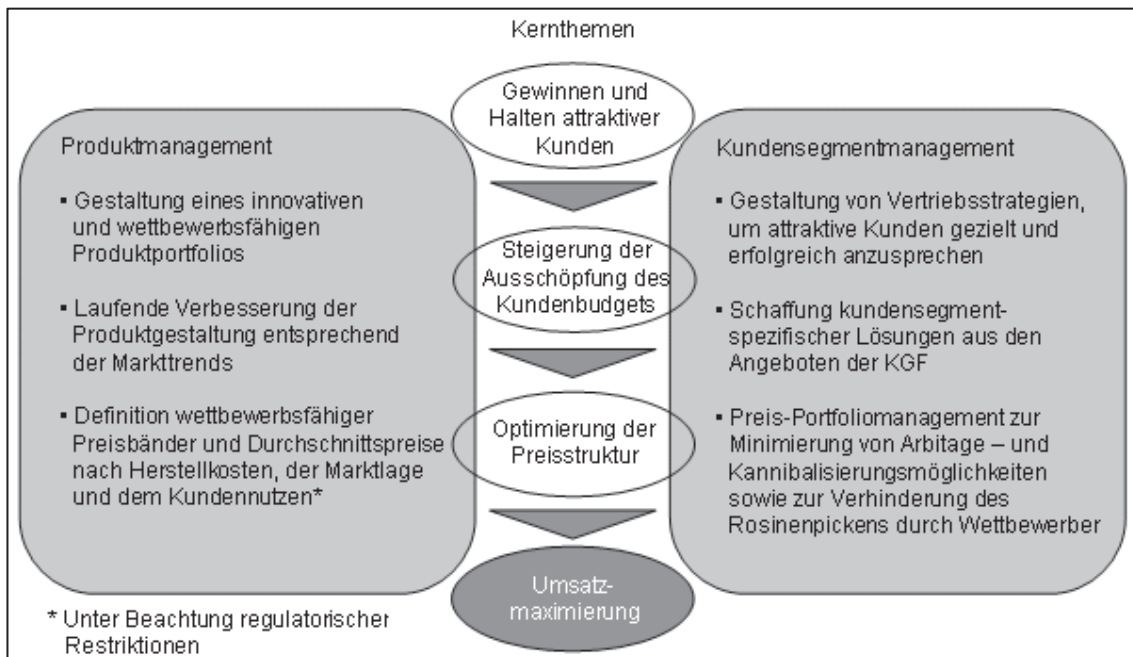 Kernthemen
Gewinnen und
Halten attraktiver
Kunden
Steigerung der
Ausschöpfung des
Kundenbudgets
Optimierung der
Preisstruktur
Umsatz-
maximierung
Produktmanagement
▪ Gestaltung eines innovativen
und wettbewerbsfähigen
Produktportfolios
▪ Laufende Verbesserung der
Produktgestaltung entsprechend
der Markttrends
▪ Definition wettbewerbsfähiger
Preisbänder und Durchschnittspreise
nach Herstellkosten, der Marktlage
und dem Kundennutzen*
Kundensegmentmanagement
▪ Gestaltung von Vertriebsstrategien,
um attraktive Kunden gezielt und
erfolgreich anzusprechen
▪ Schaffung kundensegment-
spezifischer Lösungen aus den
Angeboten der KGF
▪ Preis-Portfoliomanagement zur
Minimierung von Arbitage – und
Kannibalisierungsmöglichkeiten
sowie zur Verhinderung des
Rosinenpickens durch Wettbewerber
* Unter Beachtung regulatorischer
Restriktionen